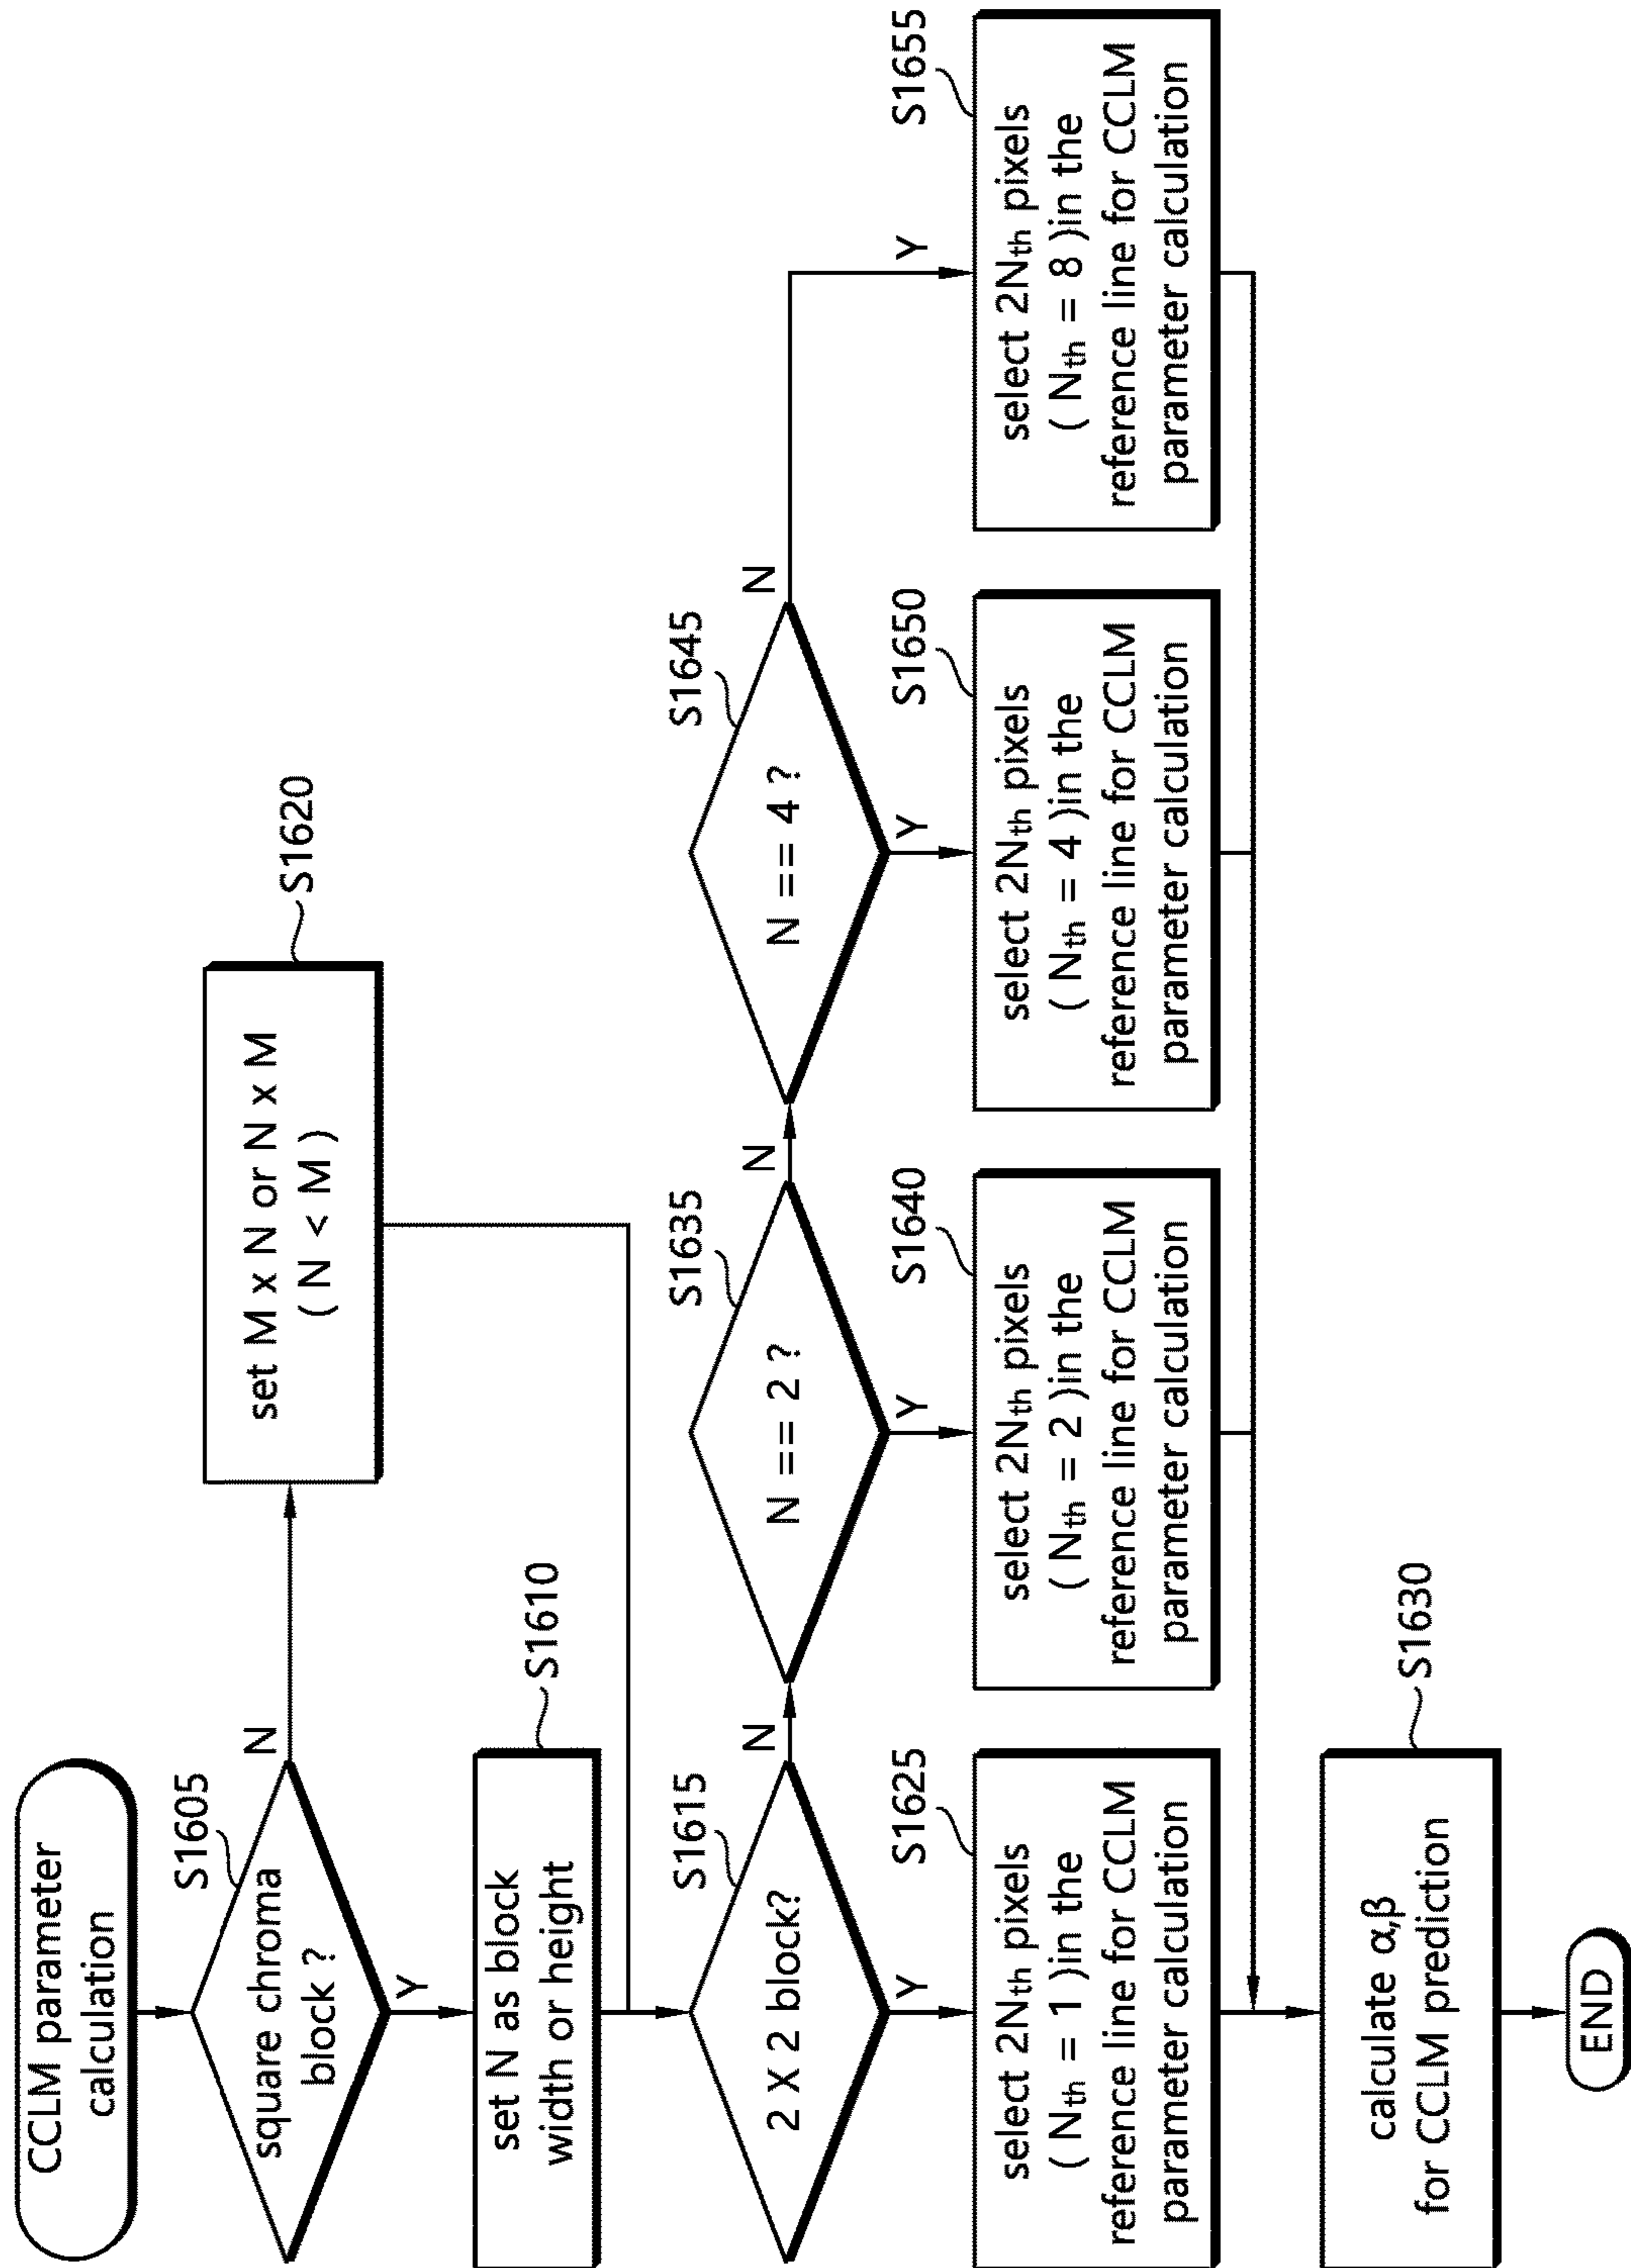 CCLM parameter
calculation
S1605
square chroma
block ?
N
Y
S1620
set M x N or N x M
( N < M )
S1610
set N as block
width or height
S1615
2 X 2 block?
N
Y
S1635
N == 2 ?
N
Y
S1645
N == 4 ?
N
Y
Y
S1625
select 2Nth pixels
( Nth = 1 )in the
reference line for CCLM
parameter calculation
S1640
select 2Nth pixels
( Nth = 2 )in the
reference line for CCLM
parameter calculation
S1650
select 2Nth pixels
( Nth = 4 )in the
reference line for CCLM
parameter calculation
S1655
select 2Nth pixels
( Nth = 8 )in the
reference line for CCLM
parameter calculation
S1630
calculate α,β
for CCLM prediction
END